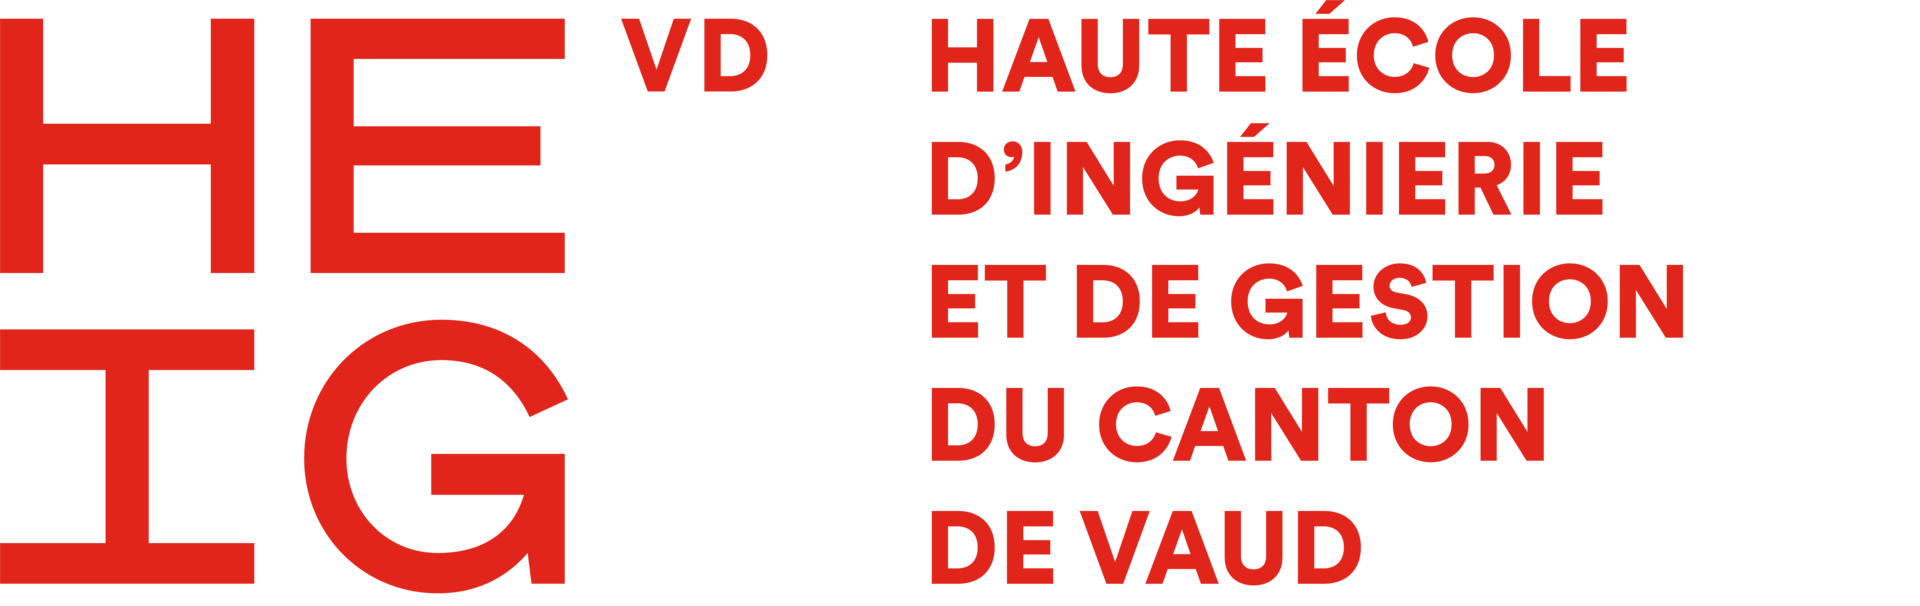 HE VD
IG
HAUTE ÉCOLE
D’INGÉNIERIE
ET DE GESTION
DU CANTON
DE VAUD